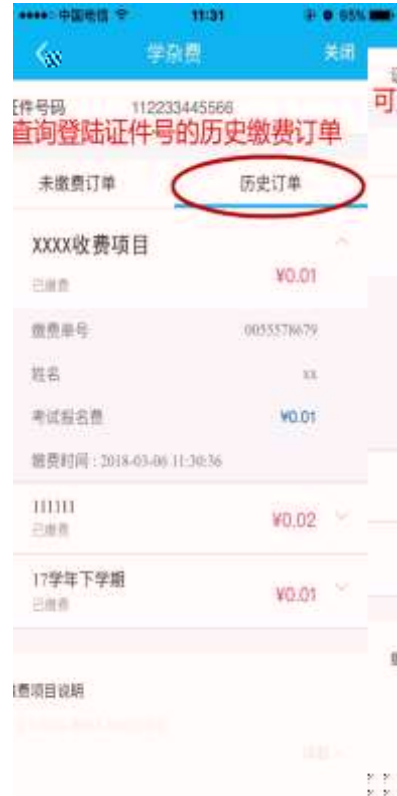 中国电信 11:31 65%
学杂费 关闭
证件号码 112233445566
查询登陆证件号的历史缴费订单
可
未缴费订单 历史订单
XXXX收费项目
已缴费 ¥0.01
缴费单号 0055578679
姓名 xx
考试报名费 ¥0.01
缴费时间 : 2018-03-06 11:30:36
111111
已缴费 ¥0.02
17学年下学期
已缴费 ¥0.01
费项目说明